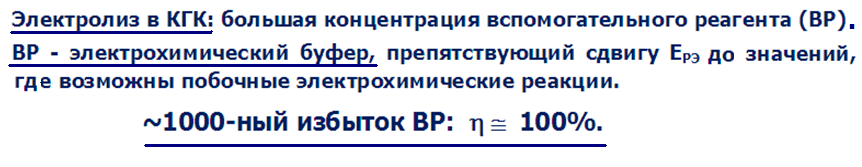 Электролиз в КГК: большая концентрация вспомогательного реагента (ВР).
ВР - электрохимический буфер, препятствующий сдвигу Е_РЭ до значений,
где возможны побочные электрохимические реакции.
~1000-ный избыток ВР: η ≅ 100%.